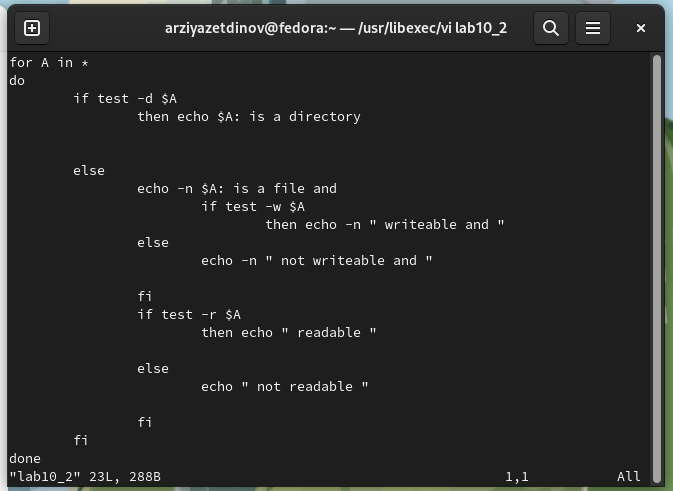 arziyazetdinov@fedora:~ — /usr/libexec/vi lab10_2
for A in *
do
        if test -d $A
                then echo $A: is a directory
        else
                echo -n $A: is a file and
                        if test -w $A
                                then echo -n " writeable and "
                else
                        echo -n " not writeable and "
                fi
                if test -r $A
                        then echo " readable "
                else
                        echo " not readable "
                fi
        fi
done
"lab10_2" 23L, 288B 1,1 All